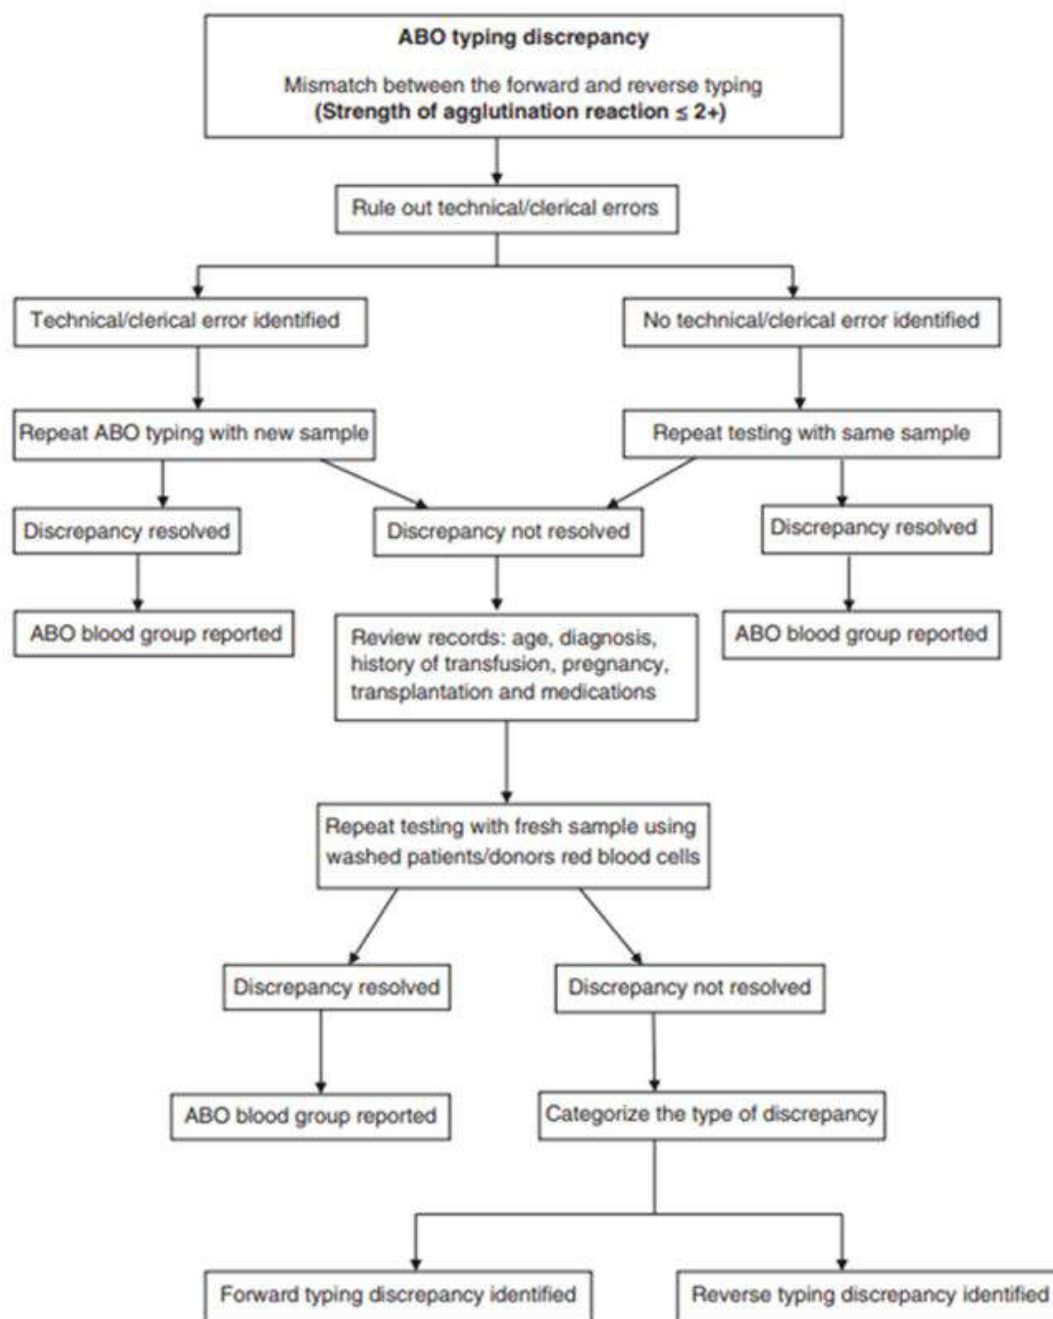 ABO typing discrepancy
Mismatch between the forward and reverse typing
(Strength of agglutination reaction ≤ 2+)
Rule out technical/clerical errors
Technical/clerical error identified
No technical/clerical error identified
Repeat ABO typing with new sample
Repeat testing with same sample
Discrepancy resolved
Discrepancy not resolved
Discrepancy resolved
ABO blood group reported
Review records: age, diagnosis,
history of transfusion, pregnancy,
transplantation and medications
ABO blood group reported
Repeat testing with fresh sample using
washed patients/donors red blood cells
Discrepancy resolved
Discrepancy not resolved
ABO blood group reported
Categorize the type of discrepancy
Forward typing discrepancy identified
Reverse typing discrepancy identified